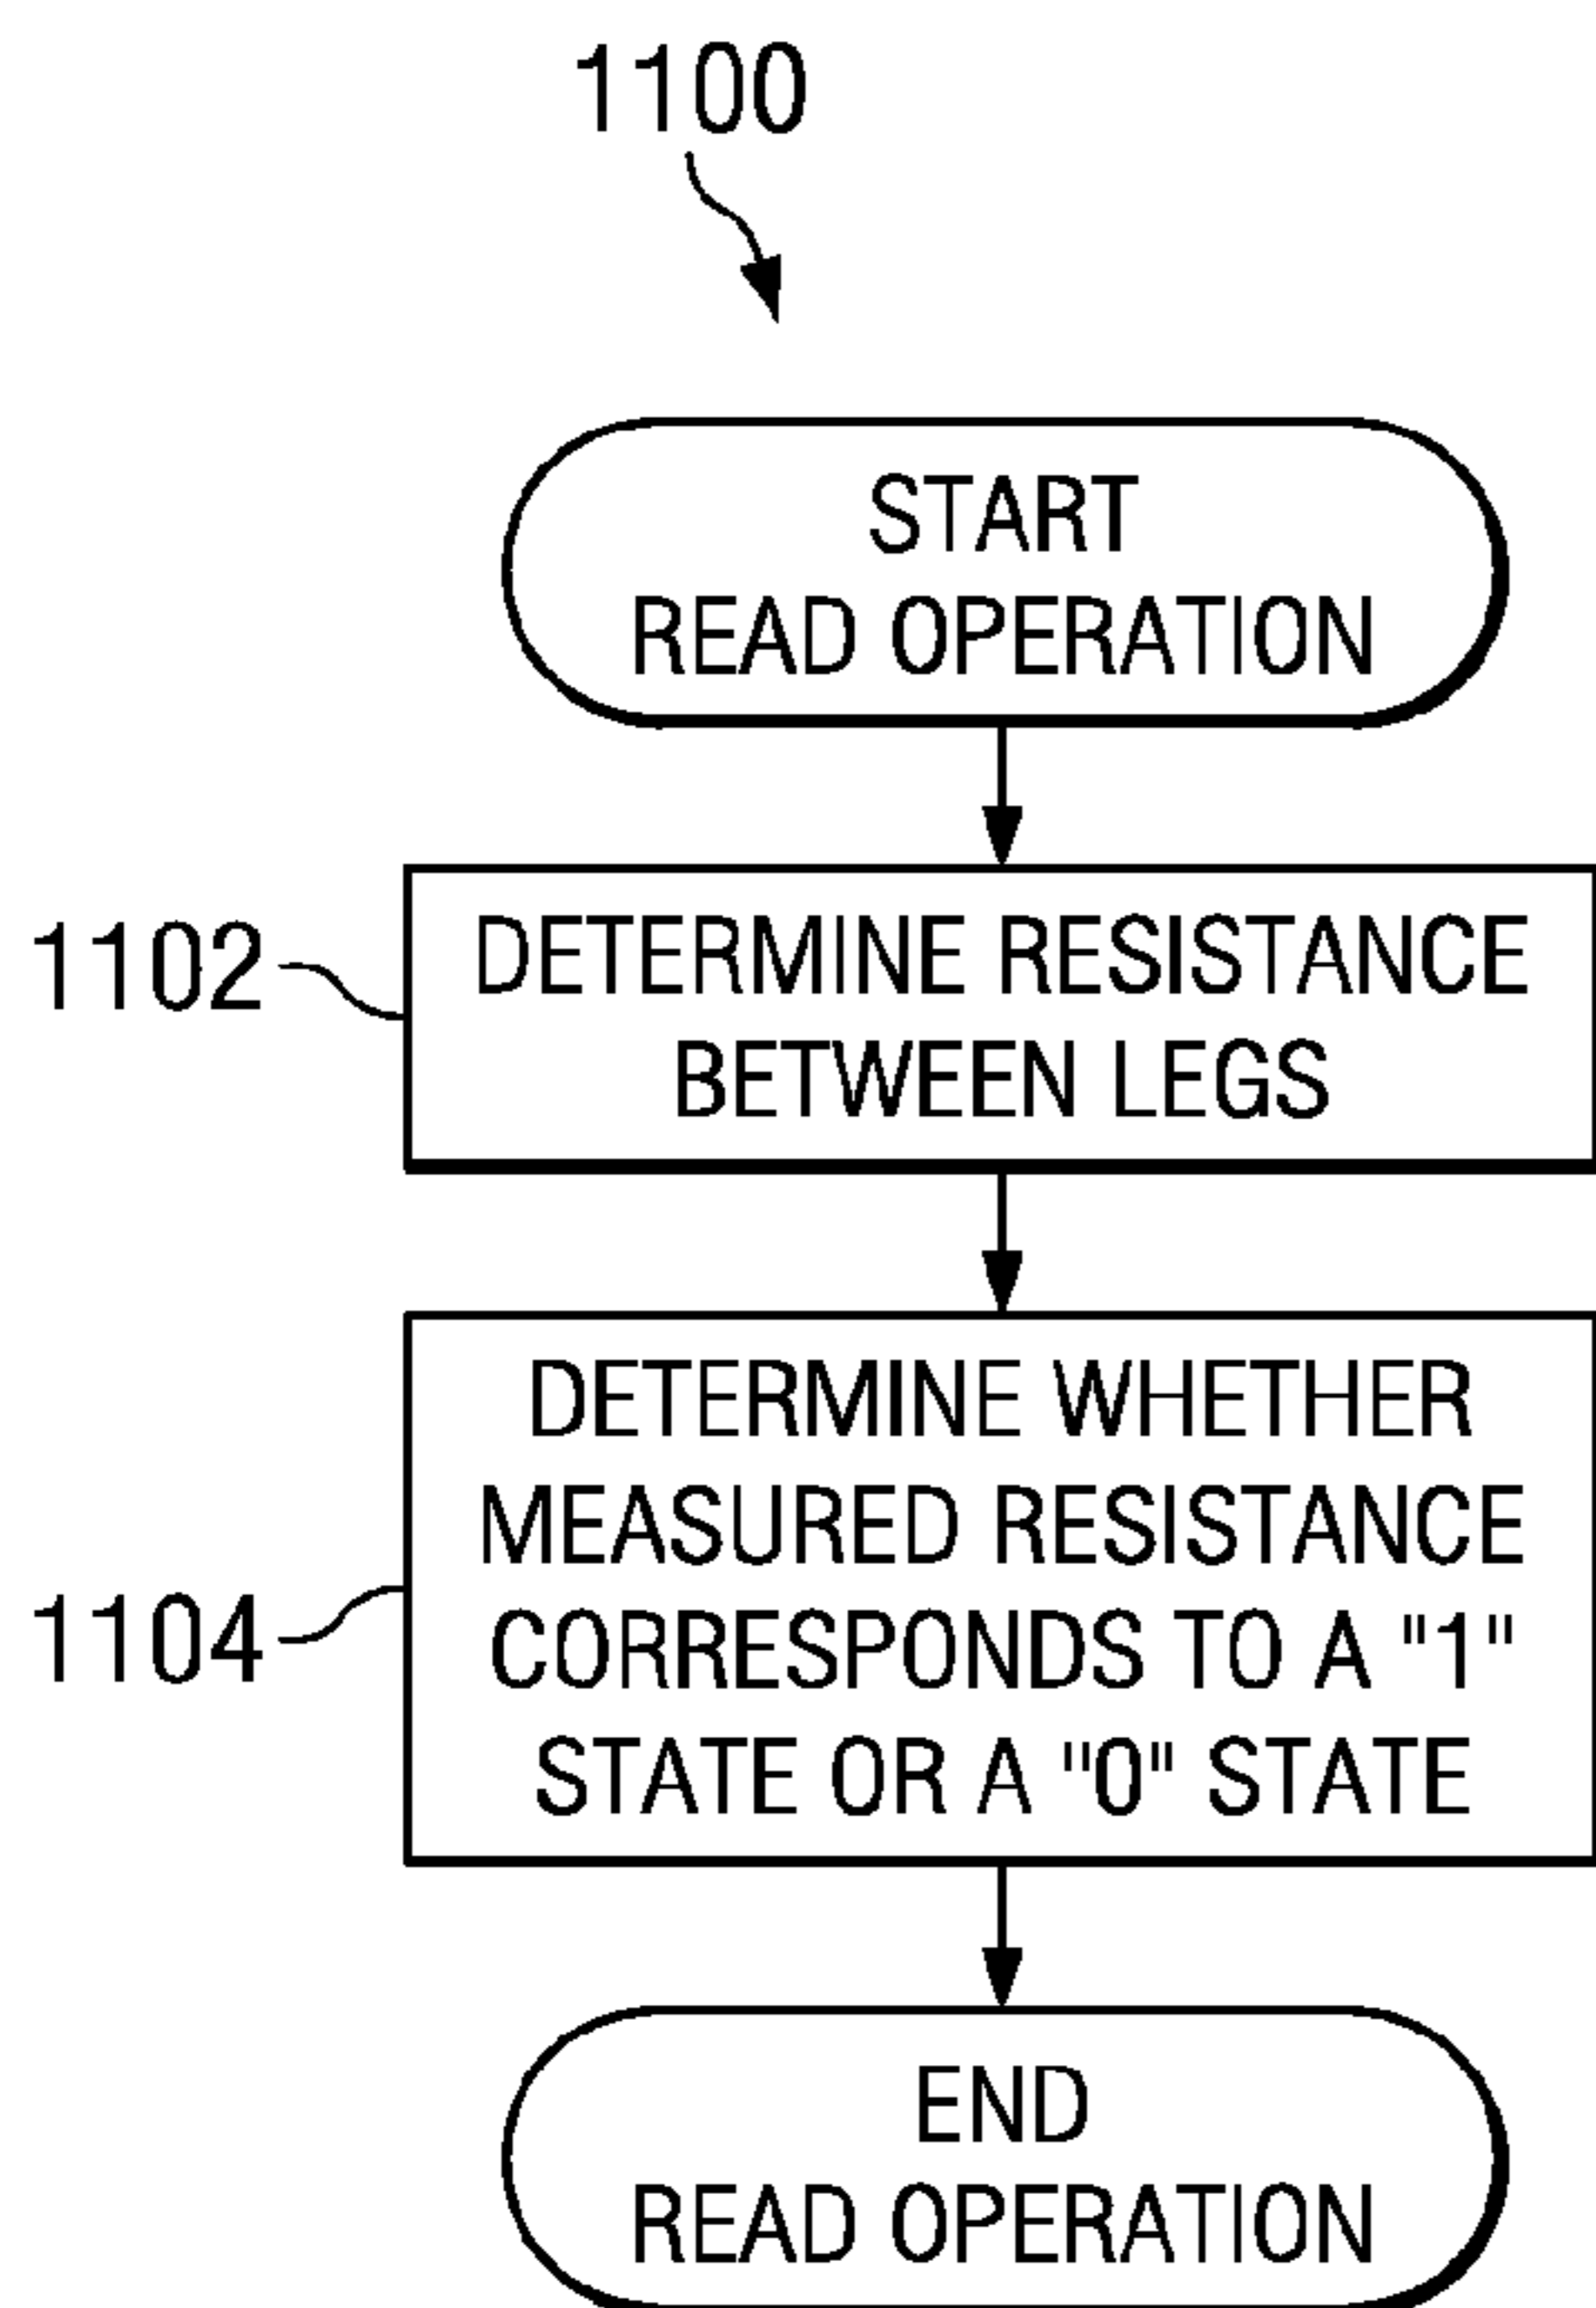 1100
START
READ OPERATION
1102
DETERMINE RESISTANCE
BETWEEN LEGS
1104
DETERMINE WHETHER
MEASURED RESISTANCE
CORRESPONDS TO A "1"
STATE OR A "0" STATE
END
READ OPERATION